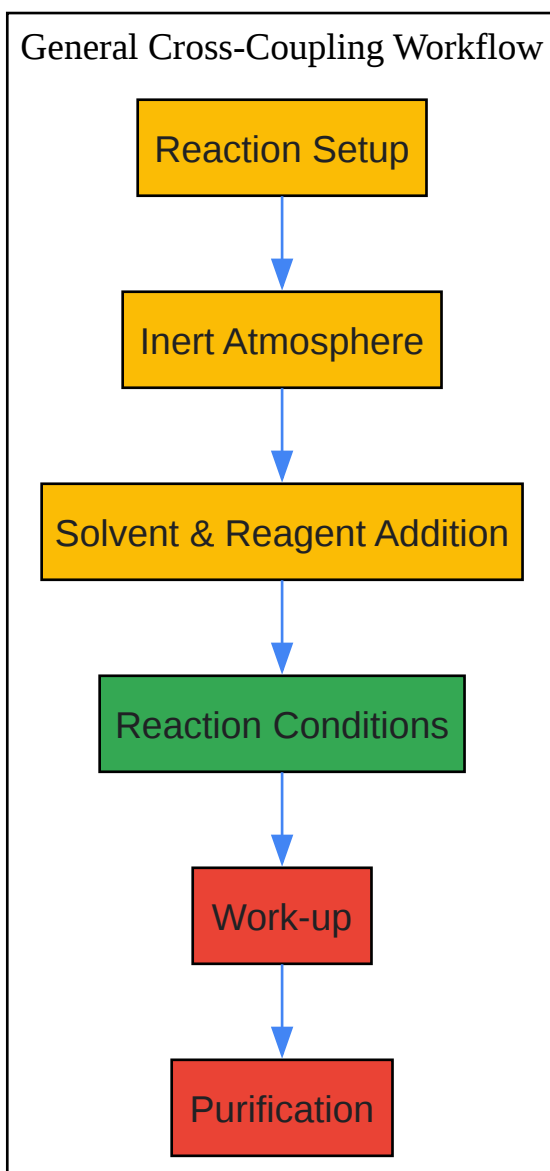 General Cross-Coupling Workflow
Reaction Setup
Inert Atmosphere
Solvent & Reagent Addition
Reaction Conditions
Work-up
Purification